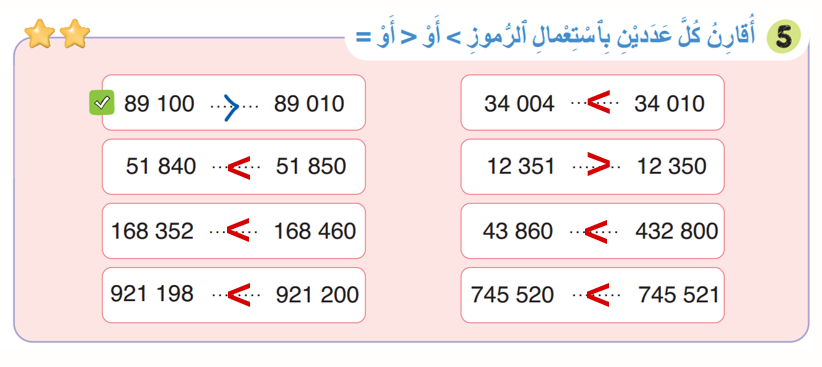 5 أُقارِنُ كُلَّ عَدَدَيْنِ بِٱسْتِعْمالِ ٱلرُّموزِ > أَوْ < أَوْ =
89 100 ...>... 89 010
34 004 ...<... 34 010
51 840 ...<... 51 850
12 351 ...>... 12 350
168 352 ...<... 168 460
43 860 ...<... 432 800
921 198 ...<... 921 200
745 520 ...<... 745 521